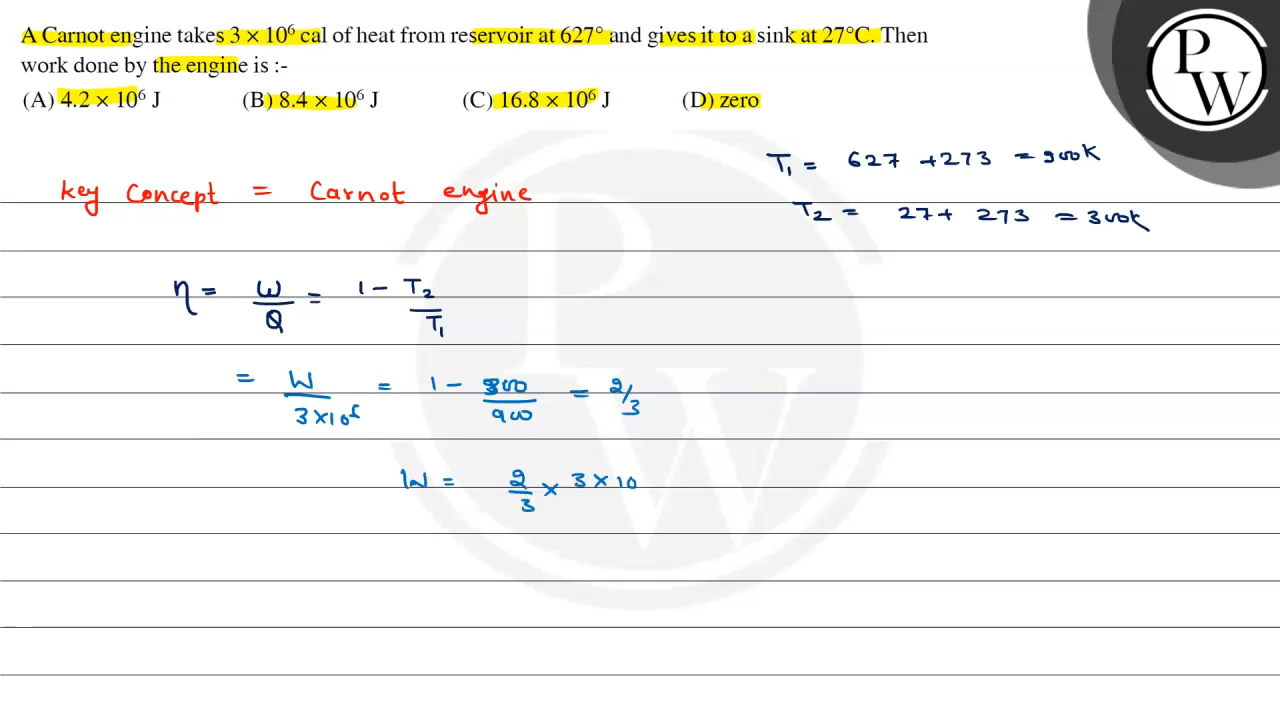 A Carnot engine takes 3 × 10⁶ cal of heat from reservoir at 627° and gives it to a sink at 27°C. Then
work done by the engine is :-
(A) 4.2 × 10⁶ J (B) 8.4 × 10⁶ J (C) 16.8 × 10⁶ J (D) zero
PW
T₁ = 627 + 273 = 900K
T₂ = 27 + 273 = 300K
Key Concept = Carnot engine
η = W/Q = 1 - T₂/T₁
= W/3×10⁶ = 1 - 300/900 = 2/3
W = 2/3 × 3 × 10